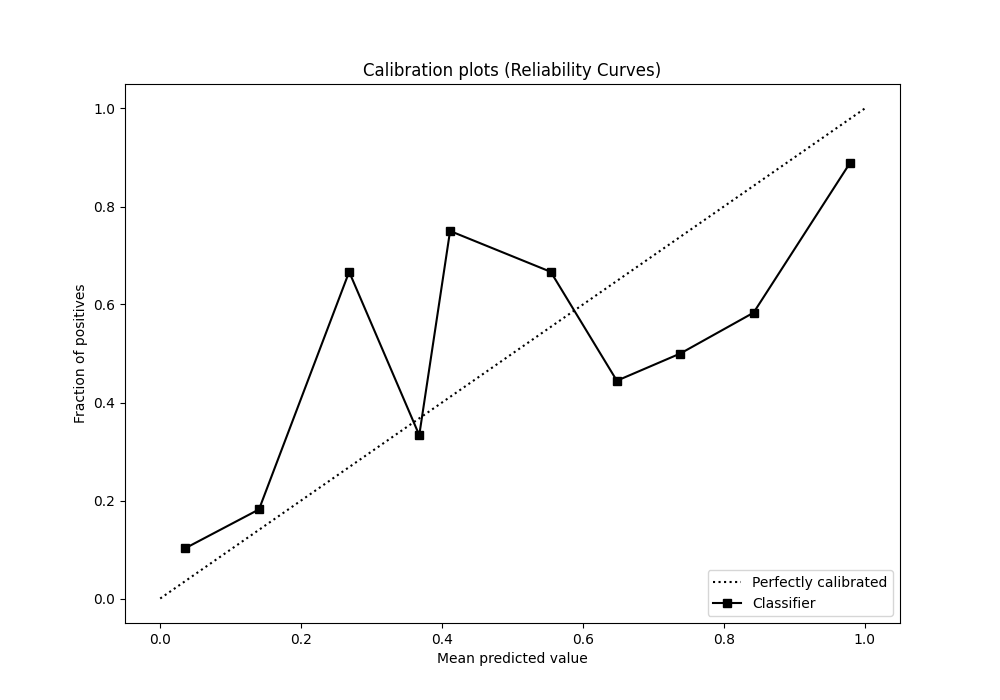 Calibration plots (Reliability Curves)
Fraction of positives
1.0
0.8
0.6
0.4
0.2
0.0
Perfectly calibrated
Classifier
0.0 0.2 0.4 0.6 0.8 1.0
Mean predicted value